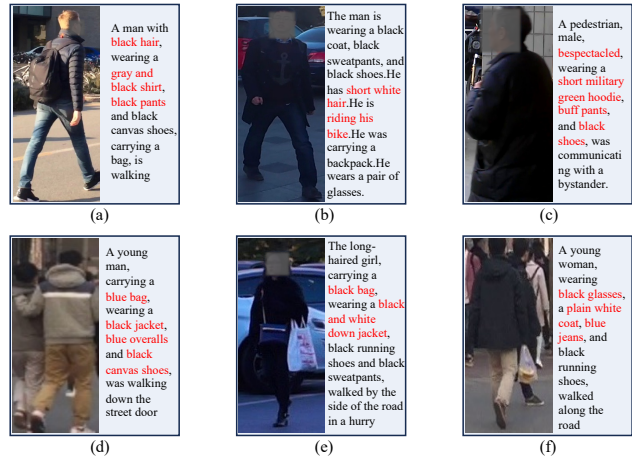 A man with
black hair,
wearing a
gray and
black shirt,
black pants
and black
canvas shoes,
carrying a
bag, is
walking
(a)
The man is
wearing a black
coat, black
sweatpants, and
black shoes.He
has short white
hair.He is
riding his
bike.He was
carrying a
backpack.He
wears a pair of
glasses.
(b)
A pedestrian,
male,
bespectacled,
wearing a
short military
green hoodie,
buff pants,
and black
shoes, was
communicati
ng with a
bystander.
(c)
A young
man,
carrying a
blue bag,
wearing a
black jacket,
blue overalls
and black
canvas shoes,
was walking
down the
street door
(d)
The long-
haired girl,
carrying a
black bag,
wearing a black
and white
down jacket,
black running
shoes and black
sweatpants,
walked by the
side of the road
in a hurry
(e)
A young
woman,
wearing
black glasses,
a plain white
coat, blue
jeans, and
black
running
shoes,
walked
along the
road
(f)